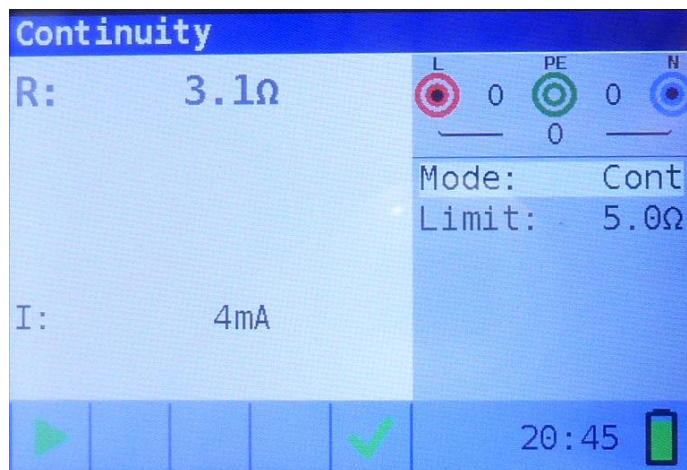 Continuity
R: 3.1Ω
I: 4mA
L PE N
0 0
0
Mode: Cont
Limit: 5.0Ω
20:45